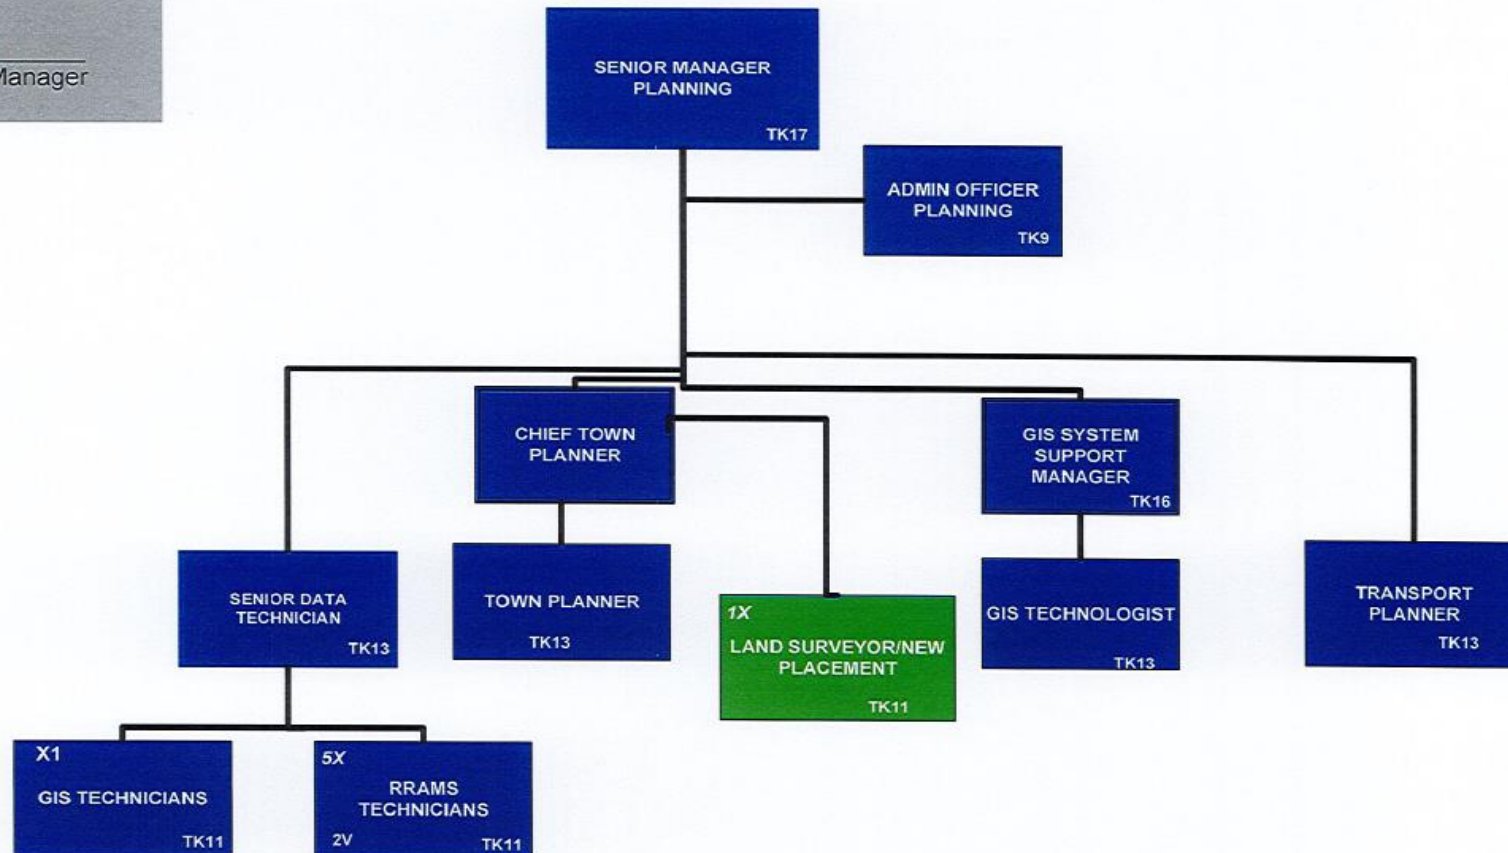 Manager
SENIOR MANAGER
PLANNING
TK17
ADMIN OFFICER
PLANNING
TK9
CHIEF TOWN
PLANNER
GIS SYSTEM
SUPPORT
MANAGER
TK16
SENIOR DATA
TECHNICIAN
TK13
TOWN PLANNER
TK13
1X
LAND SURVEYOR/NEW
PLACEMENT
TK11
GIS TECHNOLOGIST
TK13
TRANSPORT
PLANNER
TK13
X1
GIS TECHNICIANS
TK11
5X
RRAMS
TECHNICIANS
2V
TK11